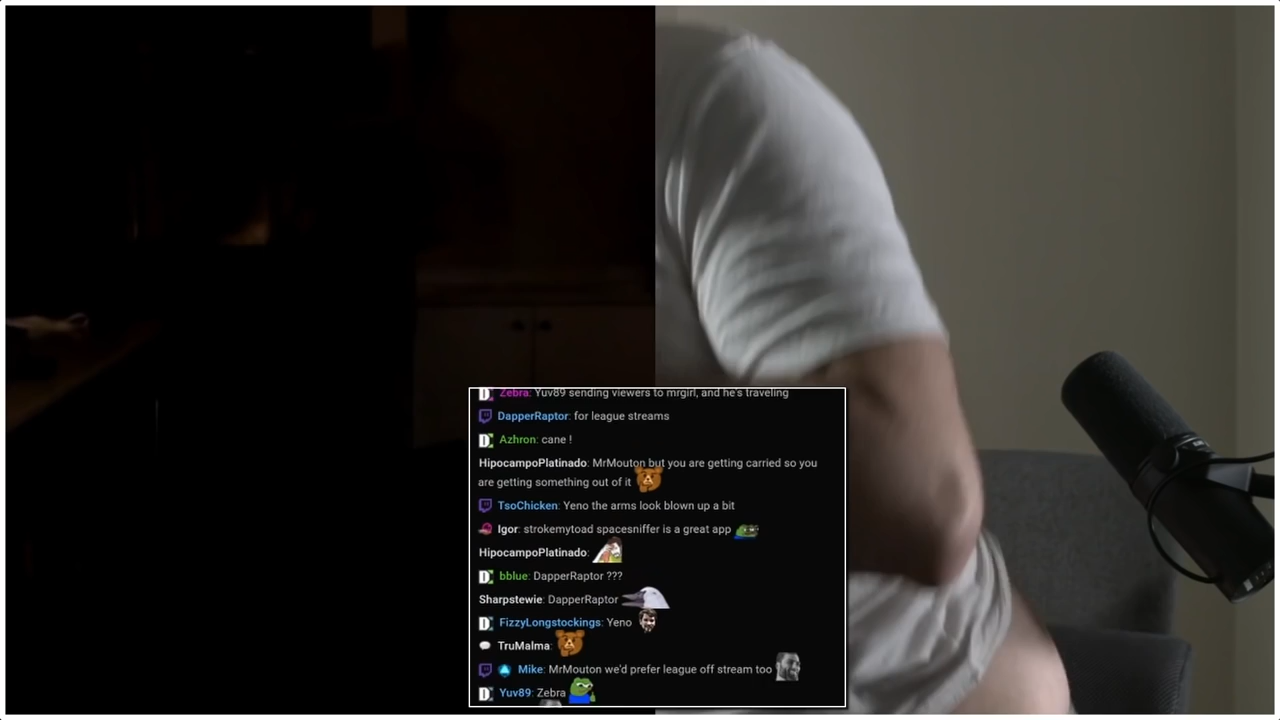 Zebra: Yuv89 sending viewers to mrgirl, and he's traveling
DapperRaptor: for league streams
Azhron: cane !
HipocampoPlatinado: MrMouton but you are getting carried so you
are getting something out of it
TsoChicken: Yeno the arms look blown up a bit
Igor: strokemytoad spacesniffer is a great app
HipocampoPlatinado:
bblue: DapperRaptor ???
Sharpstewie: DapperRaptor
FizzyLongstockings: Yeno
TruMalma:
Mike: MrMouton we'd prefer league off stream too
Yuv89: Zebra